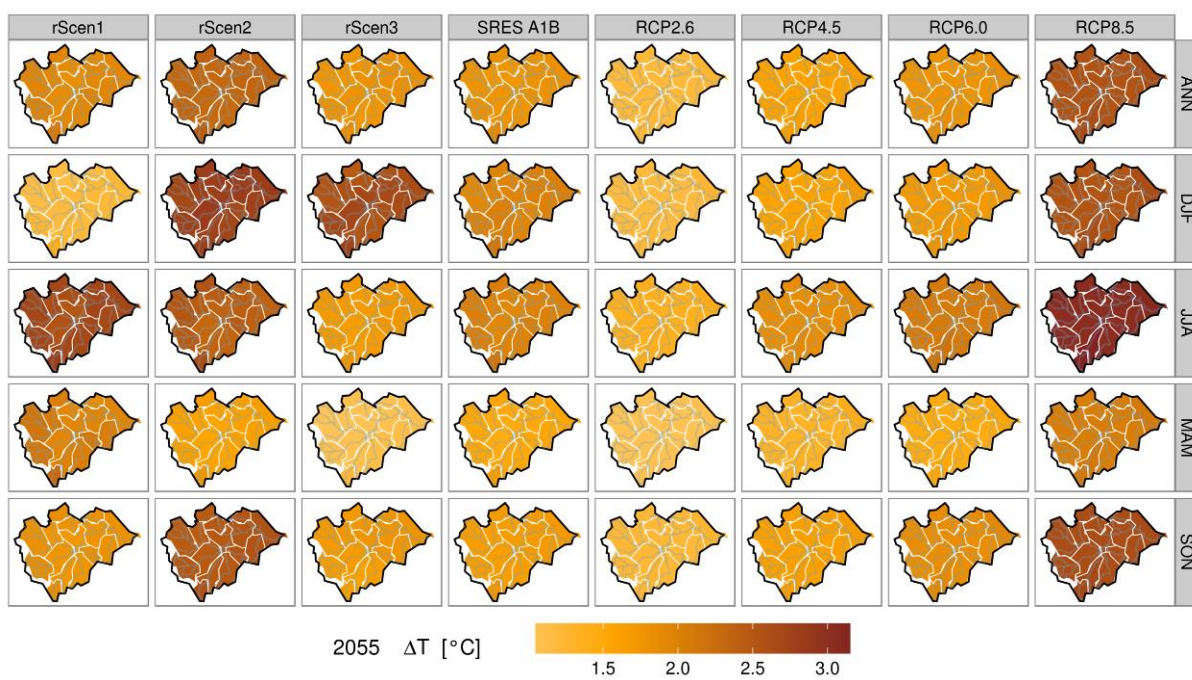 rScen1 rScen2 rScen3 SRES A1B RCP2.6 RCP4.5 RCP6.0 RCP8.5
ANN
DJF
JJA
MAM
SON
2055 ΔT [°C]
1.5 2.0 2.5 3.0